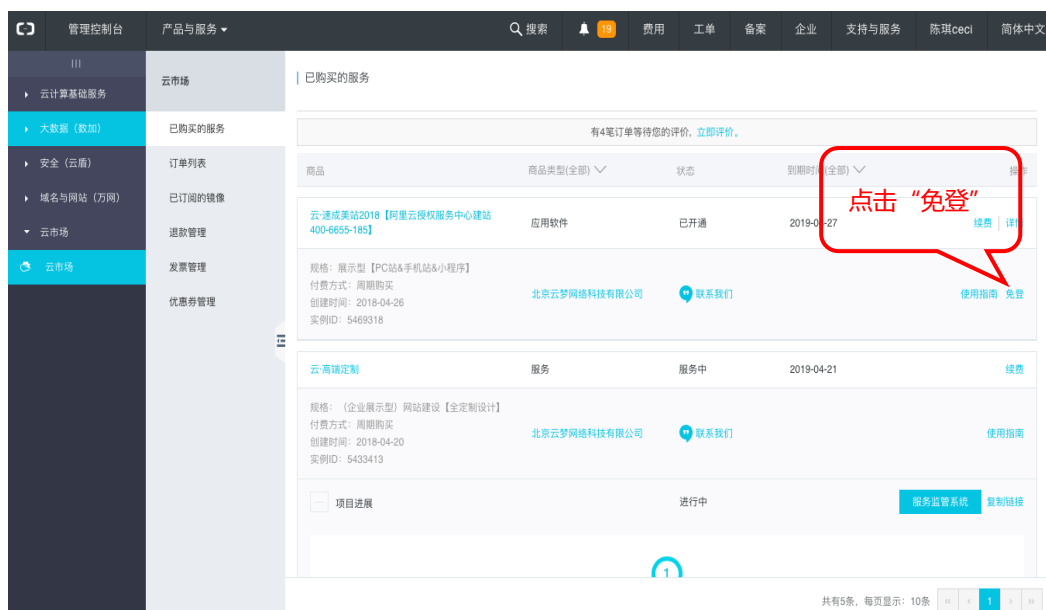 管理控制台
产品与服务
搜索
19
费用
工单
备案
企业
支持与服务
陈琪ceci
简体中文
云计算基础服务
大数据（数加）
安全（云盾）
域名与网站（万网）
云市场
云市场
云市场
已购买的服务
订单列表
已订阅的镜像
退款管理
发票管理
优惠券管理
已购买的服务
有4笔订单等待您的评价, 立即评价。
商品
商品类型(全部)
状态
到期时间(全部)
操作
点击“免登”
云·速成美站2018【阿里云授权服务中心建站
400-6655-185】
应用软件
已开通
2019-04-27
续费
详情
规格：展示型【PC站&手机站&小程序】
付费方式：周期购买
创建时间：2018-04-26
实例ID：5469318
北京云梦网络科技有限公司
联系我们
使用指南 免登
云·高端定制
服务
服务中
2019-04-21
续费
规格：（企业展示型）网站建设【全定制设计】
付费方式：周期购买
创建时间：2018-04-20
实例ID：5433413
北京云梦网络科技有限公司
联系我们
使用指南
项目进展
进行中
服务监管系统
复制链接
1
共有5条, 每页显示：10条
« ‹ 1 › »